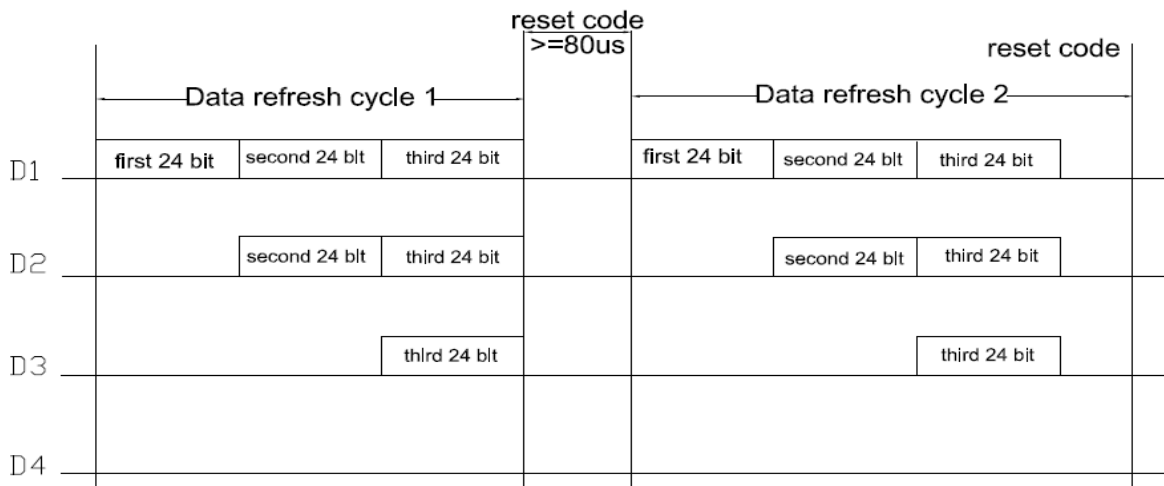 reset code
>=80us
reset code
Data refresh cycle 1
Data refresh cycle 2
D1 first 24 bit second 24 blt third 24 bit first 24 bit second 24 blt third 24 bit
D2 second 24 blt third 24 bit second 24 blt third 24 bit
D3 thlrd 24 blt third 24 bit
D4